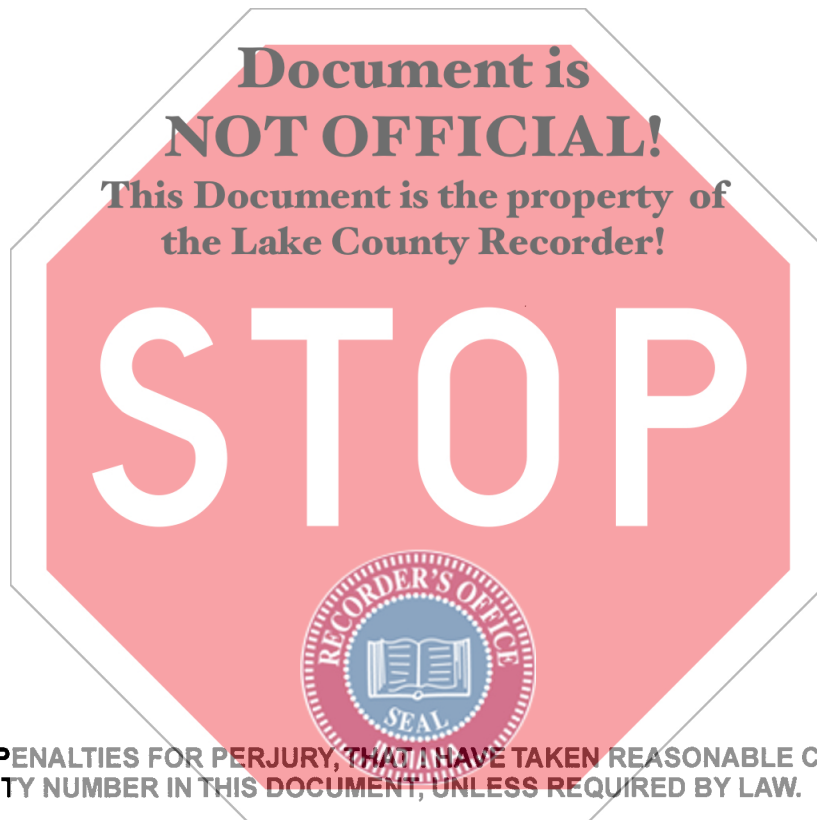 Document is
NOT OFFICIAL!
This Document is the property of
the Lake County Recorder!
STOP
RECORDER'S OFFICE
SEAL
PENALTIES FOR PERJURY, THAT I HAVE TAKEN REASONABLE C
TY NUMBER IN THIS DOCUMENT, UNLESS REQUIRED BY LAW.